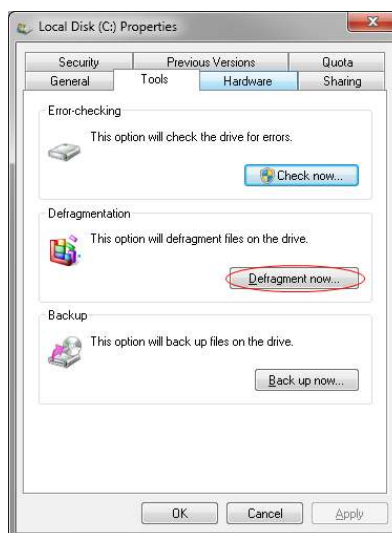 Local Disk (C:) Properties
Security Previous Versions Quota
General Tools Hardware Sharing
Error-checking
This option will check the drive for errors.
Check now...
Defragmentation
This option will defragment files on the drive.
Defragment now...
Backup
This option will back up files on the drive.
Back up now...
OK Cancel Apply